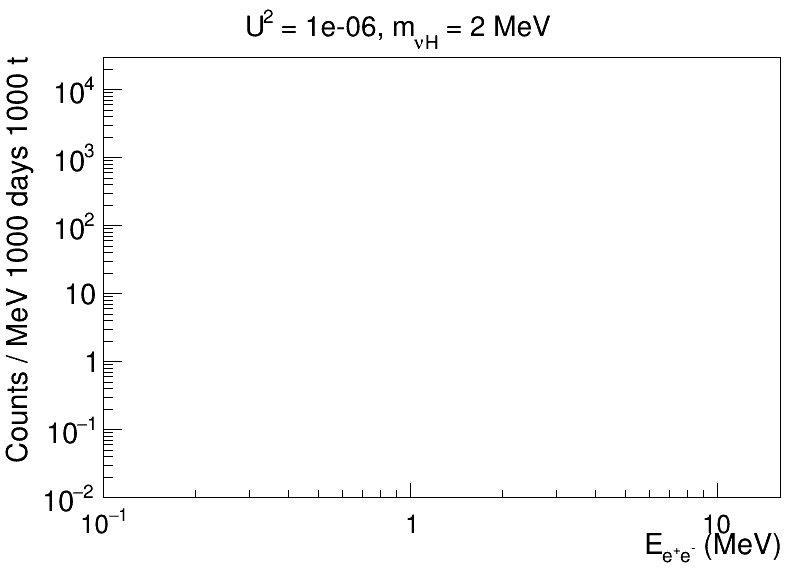 U² = 1e-06, m_νH = 2 MeV
Counts / MeV 1000 days 1000 t
10⁴
10³
10²
10
1
10⁻¹
10⁻²
10⁻¹ 1 10
E_e⁺e⁻ (MeV)